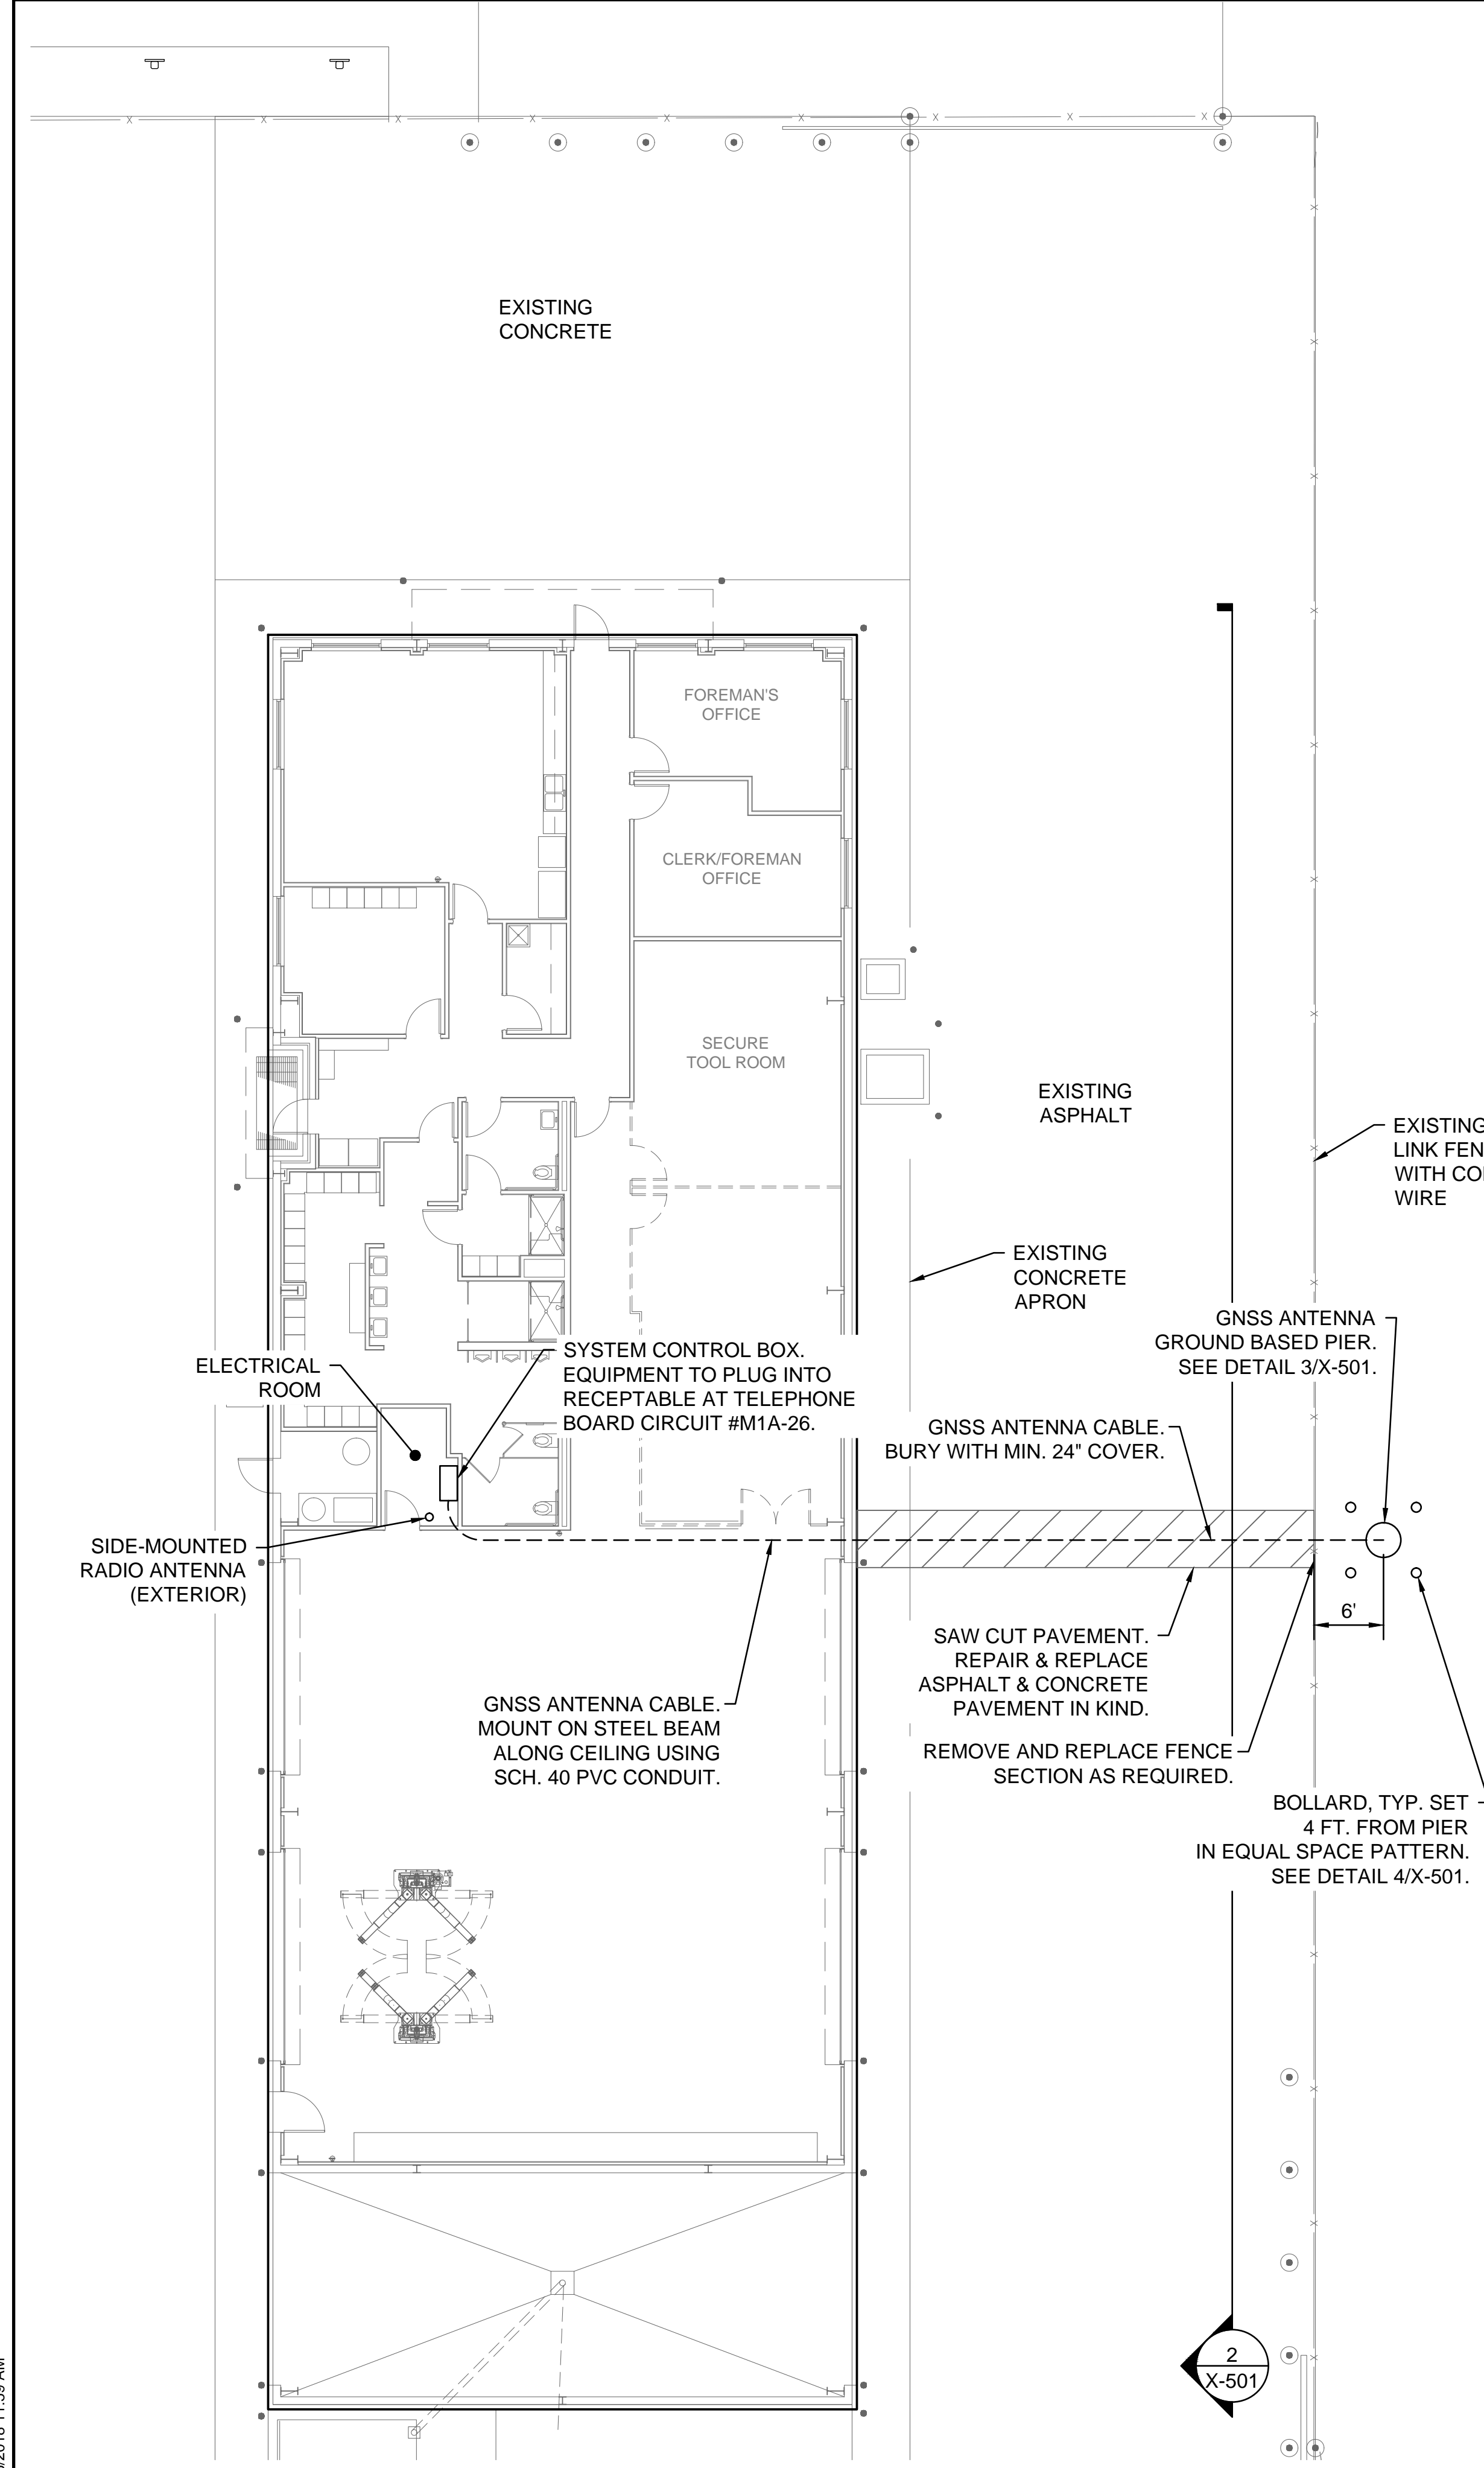 EXISTING
CONCRETE
FOREMAN'S
OFFICE
CLERK/FOREMAN
OFFICE
SECURE
TOOL ROOM
EXISTING
ASPHALT
EXISTING
LINK
WITH
WIRE
EXISTING
CONCRETE
APRON
GNSS ANTENNA
GROUND BASED PIER.
SEE DETAIL 3/X-501.
SYSTEM CONTROL BOX.
EQUIPMENT TO PLUG INTO
RECEPTABLE AT TELEPHONE
BOARD CIRCUIT #M1A-26.
ELECTRICAL
ROOM
GNSS ANTENNA CABLE.
BURY WITH MIN. 24" COVER.
SIDE-MOUNTED
RADIO ANTENNA
(EXTERIOR)
6'
SAW CUT PAVEMENT.
REPAIR & REPLACE
ASPHALT & CONCRETE
PAVEMENT IN KIND.
GNSS ANTENNA CABLE.
MOUNT ON STEEL BEAM
ALONG CEILING USING
SCH. 40 PVC CONDUIT.
REMOVE AND REPLACE FENCE
SECTION AS REQUIRED.
BOLLARD, TYP. SET
4 FT. FROM PIER
IN EQUAL SPACE PATTERN.
SEE DETAIL 4/X-501.
2
X-501
AM